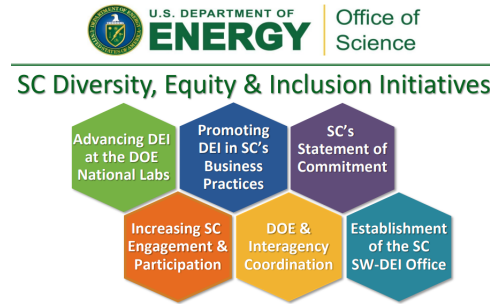 U.S. DEPARTMENT OF
ENERGY
Office of
Science
SC Diversity, Equity & Inclusion Initiatives
Advancing DEI
at the DOE
National Labs
Promoting
DEI in SC's
Business
Practices
SC's
Statement of
Commitment
Increasing SC
Engagement &
Participation
DOE &
Interagency
Coordination
Establishment
of the SC
SW-DEI Office